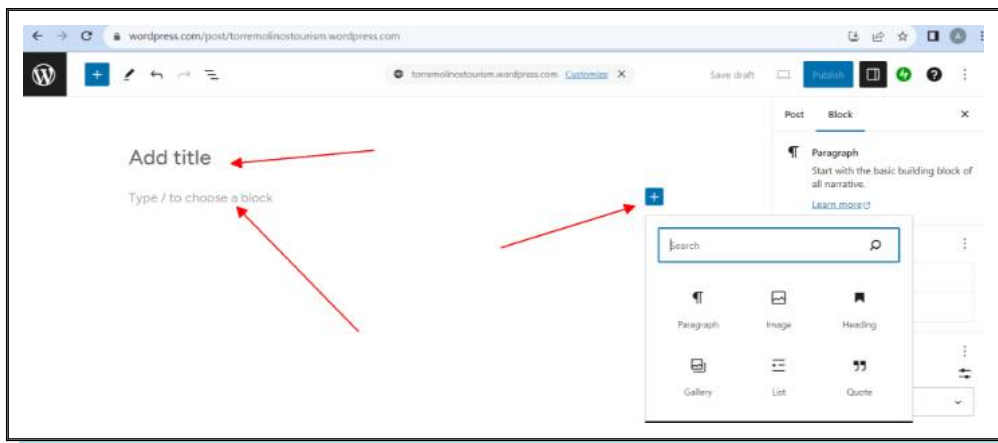 wordpress.com/post/torremolinostourism.wordpress.com
torremolinostourism.wordpress.com Customize X
Save draft
Publish
Post Block
Add title
Type / to choose a block
Paragraph
Start with the basic building block of
all narrative.
Learn more
Search
Paragraph Image Heading
Gallery List Quote